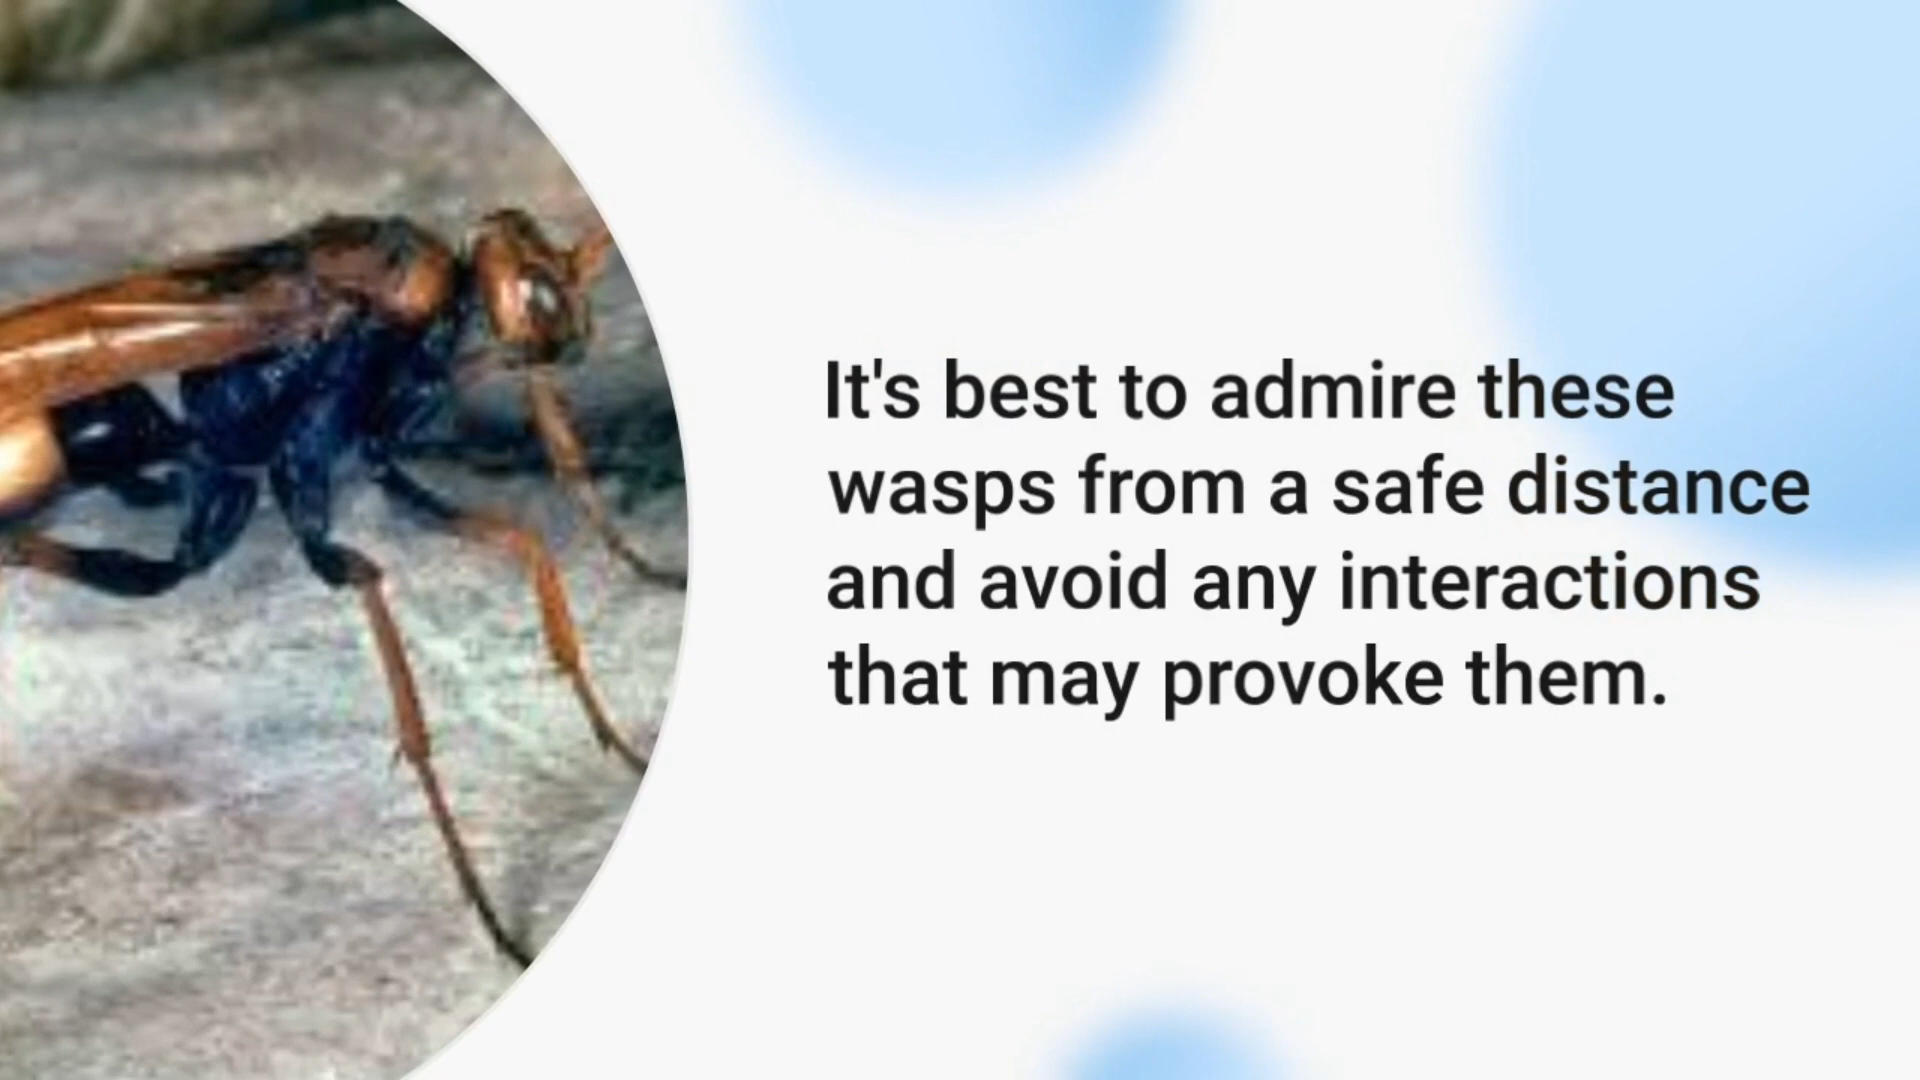 It's best to admire these
wasps from a safe distance
and avoid any interactions
that may provoke them.